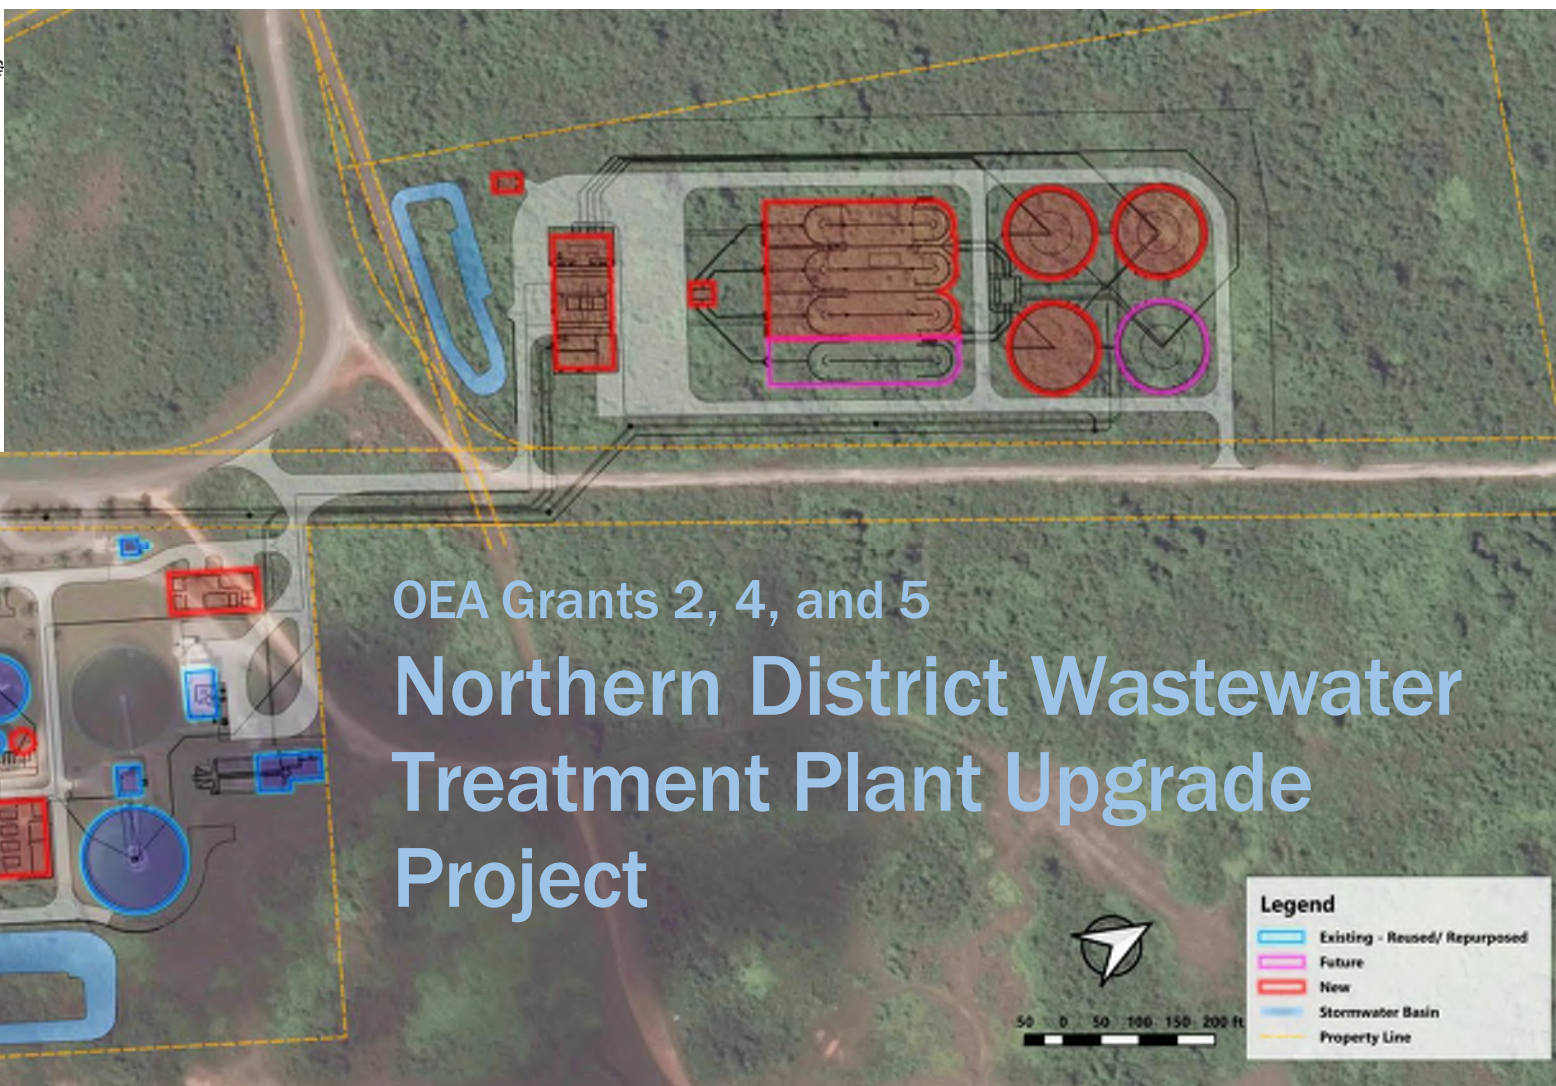 OEA Grants 2, 4, and 5
Northern District Wastewater
Treatment Plant Upgrade
Project
Legend
Existing - Reused/ Repurposed
Future
New
Stormwater Basin
Property Line
50 0 50 100 150 200 ft